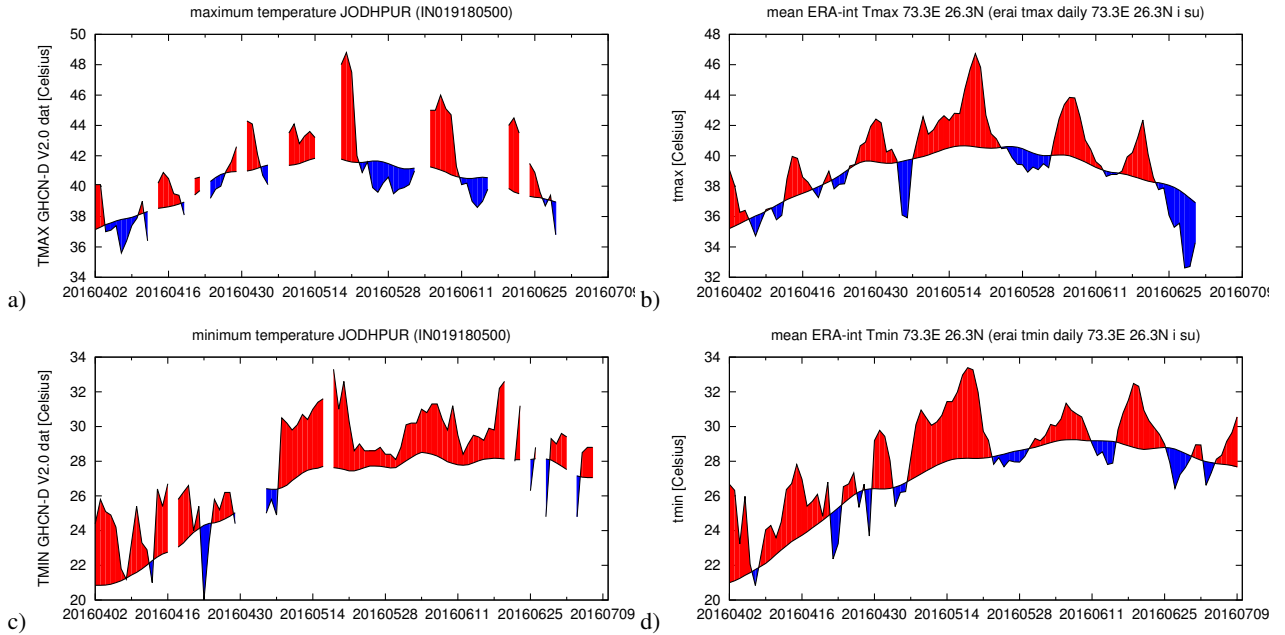 maximum temperature JODHPUR (IN019180500)
TMAX GHCN-D V2.0 dat [Celsius]
50
48
46
44
42
40
38
36
34
20160402 20160416 20160430 20160514 20160528 20160611 20160625 20160709
a)
mean ERA-int Tmax 73.3E 26.3N (erai tmax daily 73.3E 26.3N i su)
tmax [Celsius]
48
46
44
42
40
38
36
34
32
20160402 20160416 20160430 20160514 20160528 20160611 20160625 20160709
b)
minimum temperature JODHPUR (IN019180500)
TMIN GHCN-D V2.0 dat [Celsius]
34
32
30
28
26
24
22
20
20160402 20160416 20160430 20160514 20160528 20160611 20160625 20160709
c)
mean ERA-int Tmin 73.3E 26.3N (erai tmin daily 73.3E 26.3N i su)
tmin [Celsius]
34
32
30
28
26
24
22
20
20160402 20160416 20160430 20160514 20160528 20160611 20160625 20160709
d)